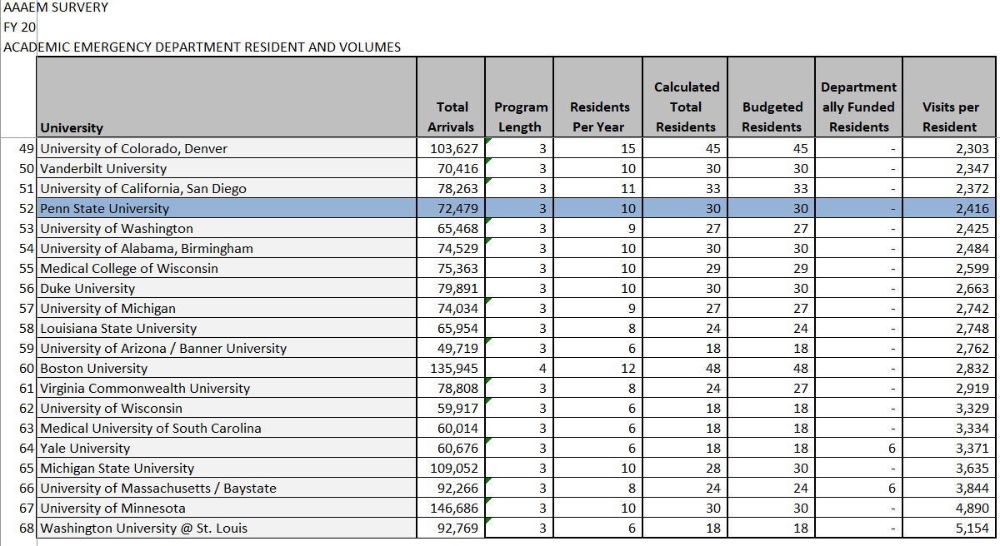 AAAEM SURVERY
FY 20
ACADEMIC EMERGENCY DEPARTMENT RESIDENT AND VOLUMES
University Total Arrivals Program Length Residents Per Year Calculated Total Residents Budgeted Residents Department ally Funded Residents Visits per Resident
49 University of Colorado, Denver 103,627 3 15 45 45 - 2,303
50 Vanderbilt University 70,416 3 10 30 30 - 2,347
51 University of California, San Diego 78,263 3 11 33 33 - 2,372
52 Penn State University 72,479 3 10 30 30 - 2,416
53 University of Washington 65,468 3 9 27 27 - 2,425
54 University of Alabama, Birmingham 74,529 3 10 30 30 - 2,484
55 Medical College of Wisconsin 75,363 3 10 29 29 - 2,599
56 Duke University 79,891 3 10 30 30 - 2,663
57 University of Michigan 74,034 3 9 27 27 - 2,742
58 Louisiana State University 65,954 3 8 24 24 - 2,748
59 University of Arizona / Banner University 49,719 3 6 18 18 - 2,762
60 Boston University 135,945 4 12 48 48 - 2,832
61 Virginia Commonwealth University 78,808 3 8 24 27 - 2,919
62 University of Wisconsin 59,917 3 6 18 18 - 3,329
63 Medical University of South Carolina 60,014 3 6 18 18 - 3,334
64 Yale University 60,676 3 6 18 18 6 3,371
65 Michigan State University 109,052 3 10 28 30 - 3,635
66 University of Massachusetts / Baystate 92,266 3 8 24 24 6 3,844
67 University of Minnesota 146,686 3 10 30 30 - 4,890
68 Washington University @ St. Louis 92,769 3 6 18 18 - 5,154